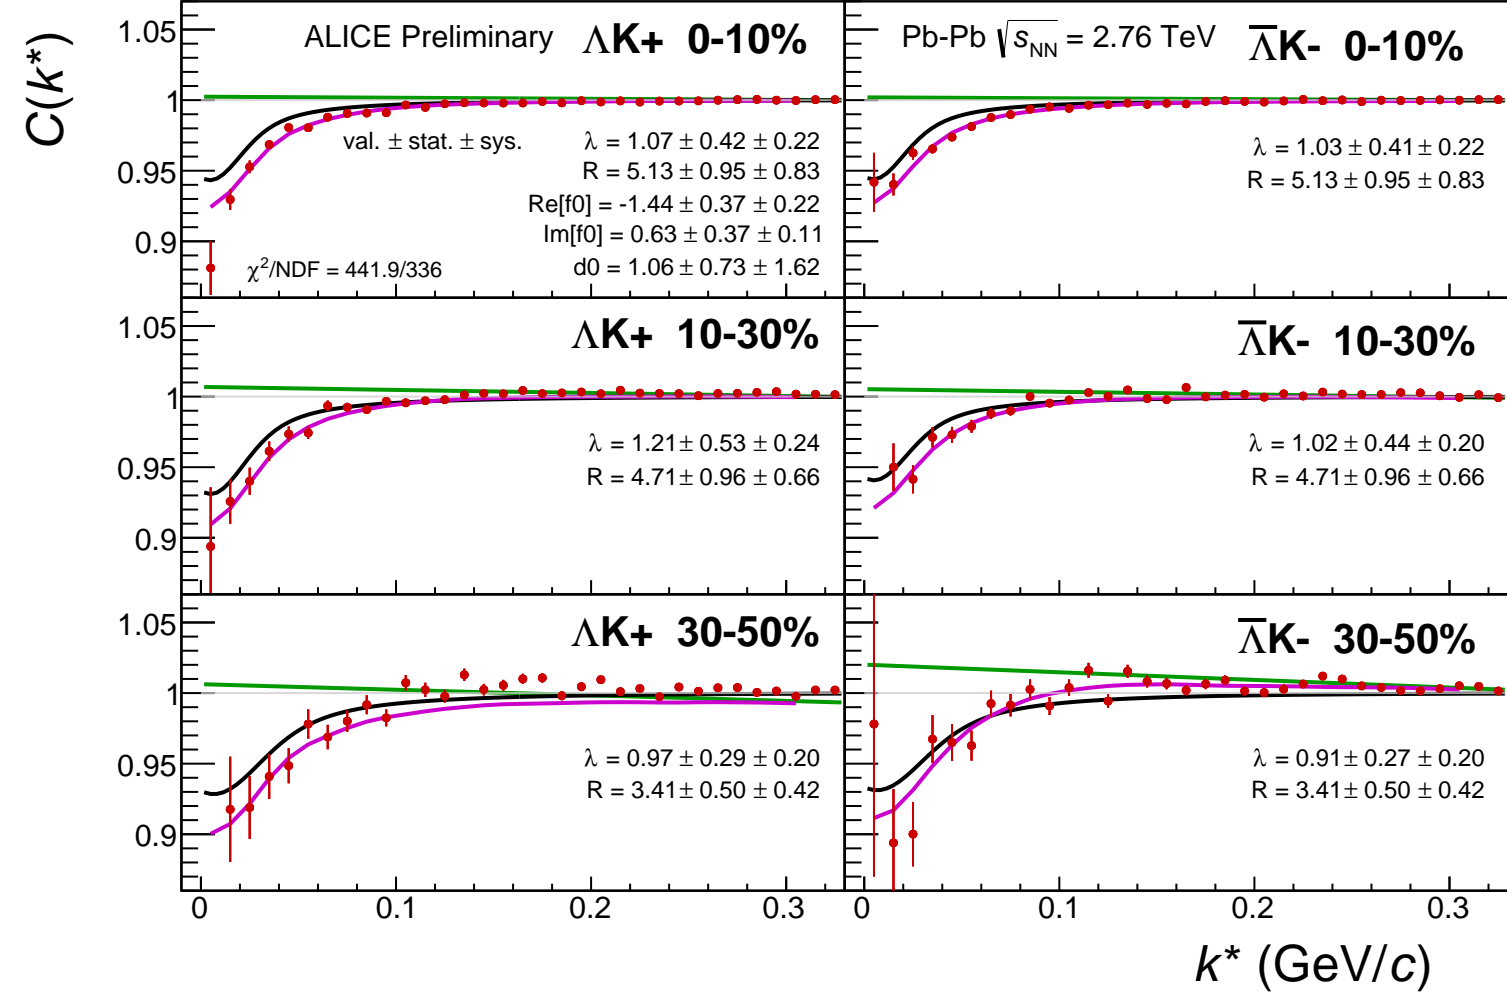 C(k*)
ALICE Preliminary ΛK+ 0-10%
1.05
1
0.95
0.9
val. ± stat. ± sys.
λ = 1.07 ± 0.42 ± 0.22
R = 5.13 ± 0.95 ± 0.83
Re[f0] = -1.44 ± 0.37 ± 0.22
Im[f0] = 0.63 ± 0.37 ± 0.11
d0 = 1.06 ± 0.73 ± 1.62
χ²/NDF = 441.9/336
Pb-Pb √s_NN = 2.76 TeV Λ̅K- 0-10%
λ = 1.03 ± 0.41 ± 0.22
R = 5.13 ± 0.95 ± 0.83
ΛK+ 10-30%
1.05
1
0.95
0.9
λ = 1.21 ± 0.53 ± 0.24
R = 4.71 ± 0.96 ± 0.66
Λ̅K- 10-30%
λ = 1.02 ± 0.44 ± 0.20
R = 4.71 ± 0.96 ± 0.66
ΛK+ 30-50%
1.05
1
0.95
0.9
λ = 0.97 ± 0.29 ± 0.20
R = 3.41 ± 0.50 ± 0.42
Λ̅K- 30-50%
λ = 0.91 ± 0.27 ± 0.20
R = 3.41 ± 0.50 ± 0.42
0 0.1 0.2 0.3
0 0.1 0.2 0.3
k* (GeV/c)